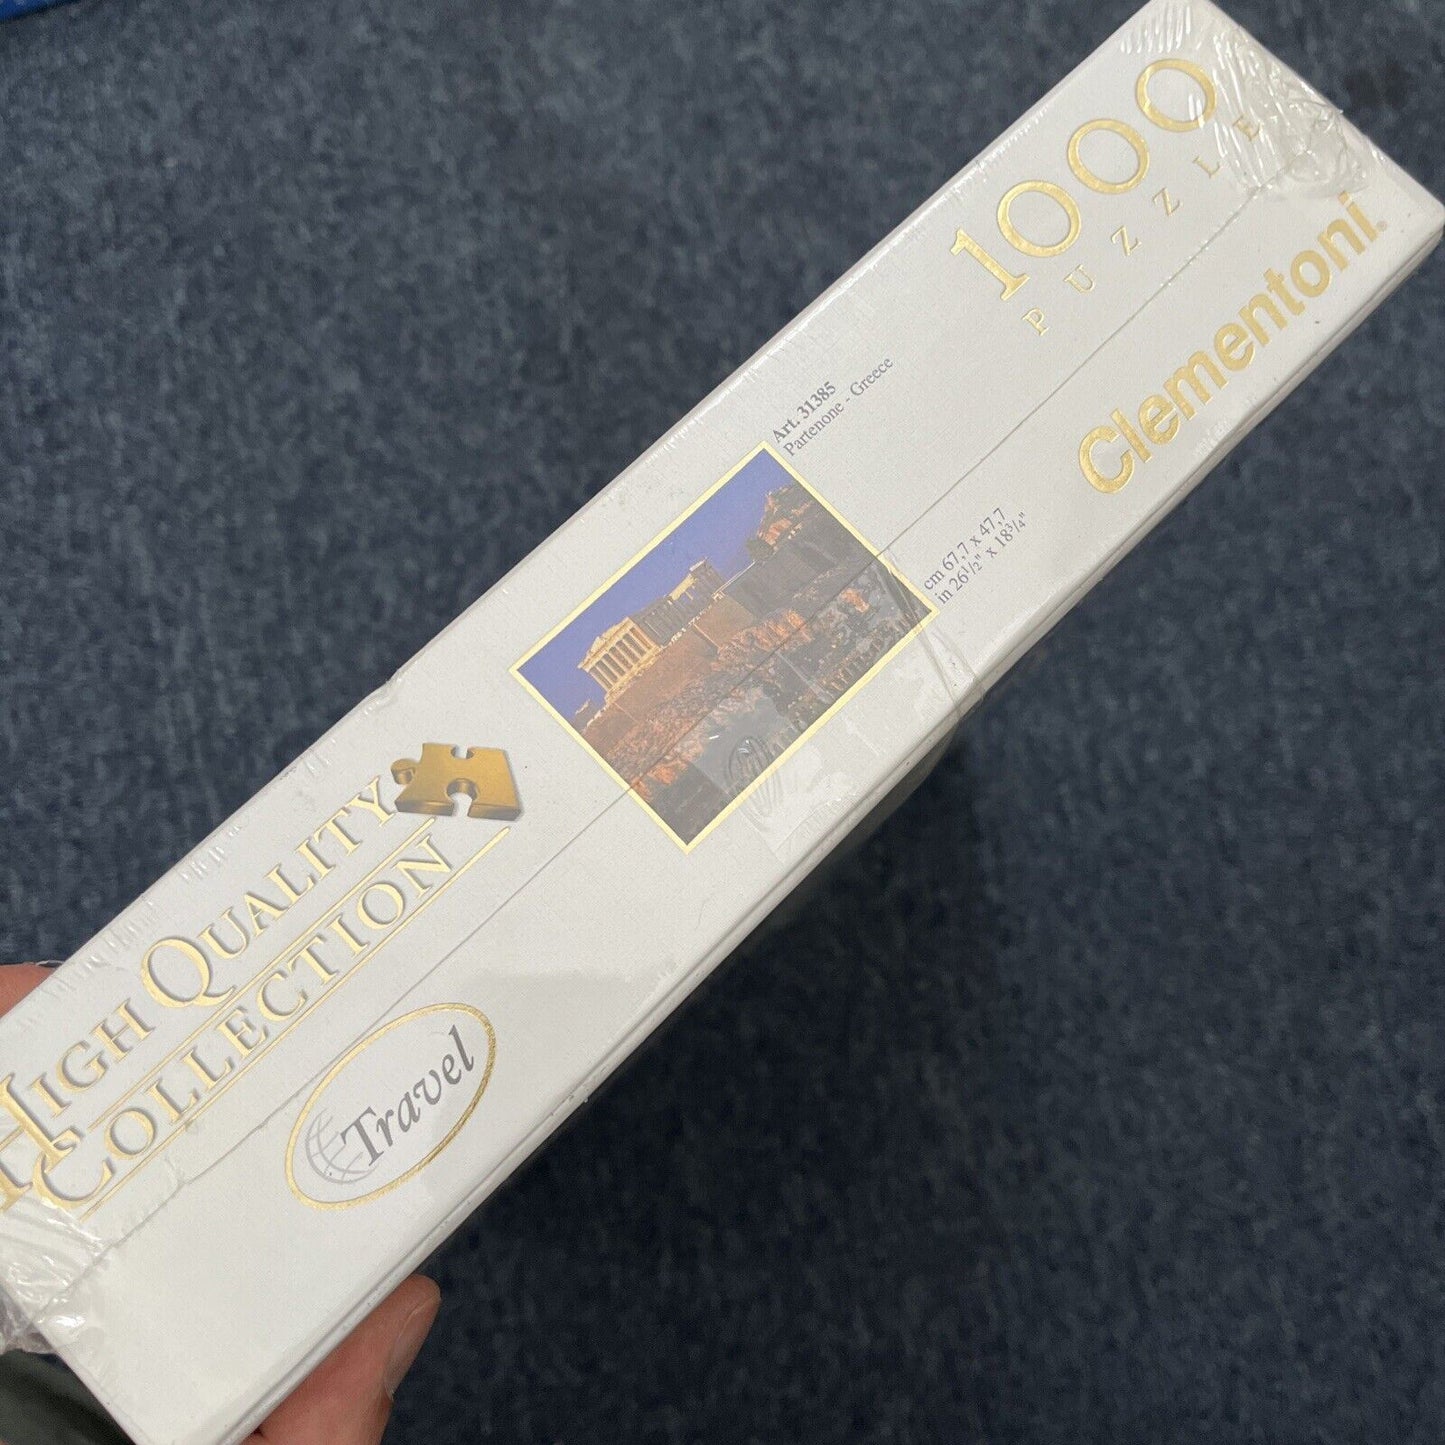 HIGH QUALITY
COLLECTION
Travel
Art. 31385
Partenone - Greece
cm 67,7 x 47,7
in 26½" x 18¾"
1000
PUZZLE
Clementoni®